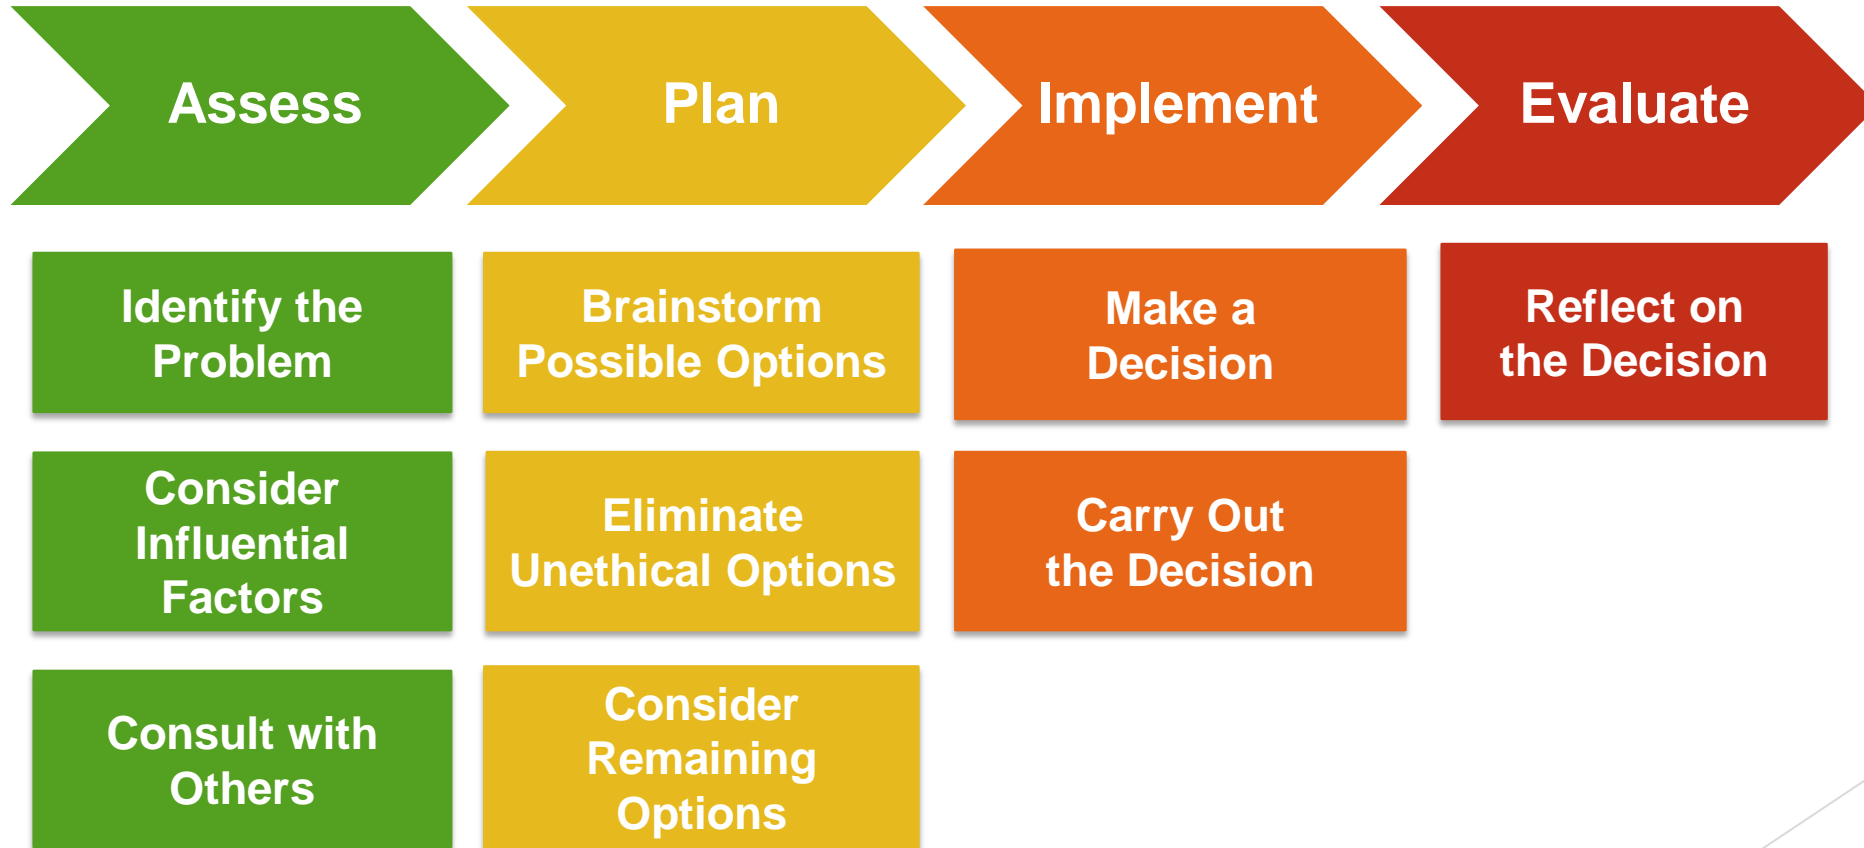 Assess
Plan
Implement
Evaluate
Identify the
Problem
Brainstorm
Possible Options
Make a
Decision
Reflect on
the Decision
Consider
Influential
Factors
Eliminate
Unethical Options
Carry Out
the Decision
Consult with
Others
Consider
Remaining
Options